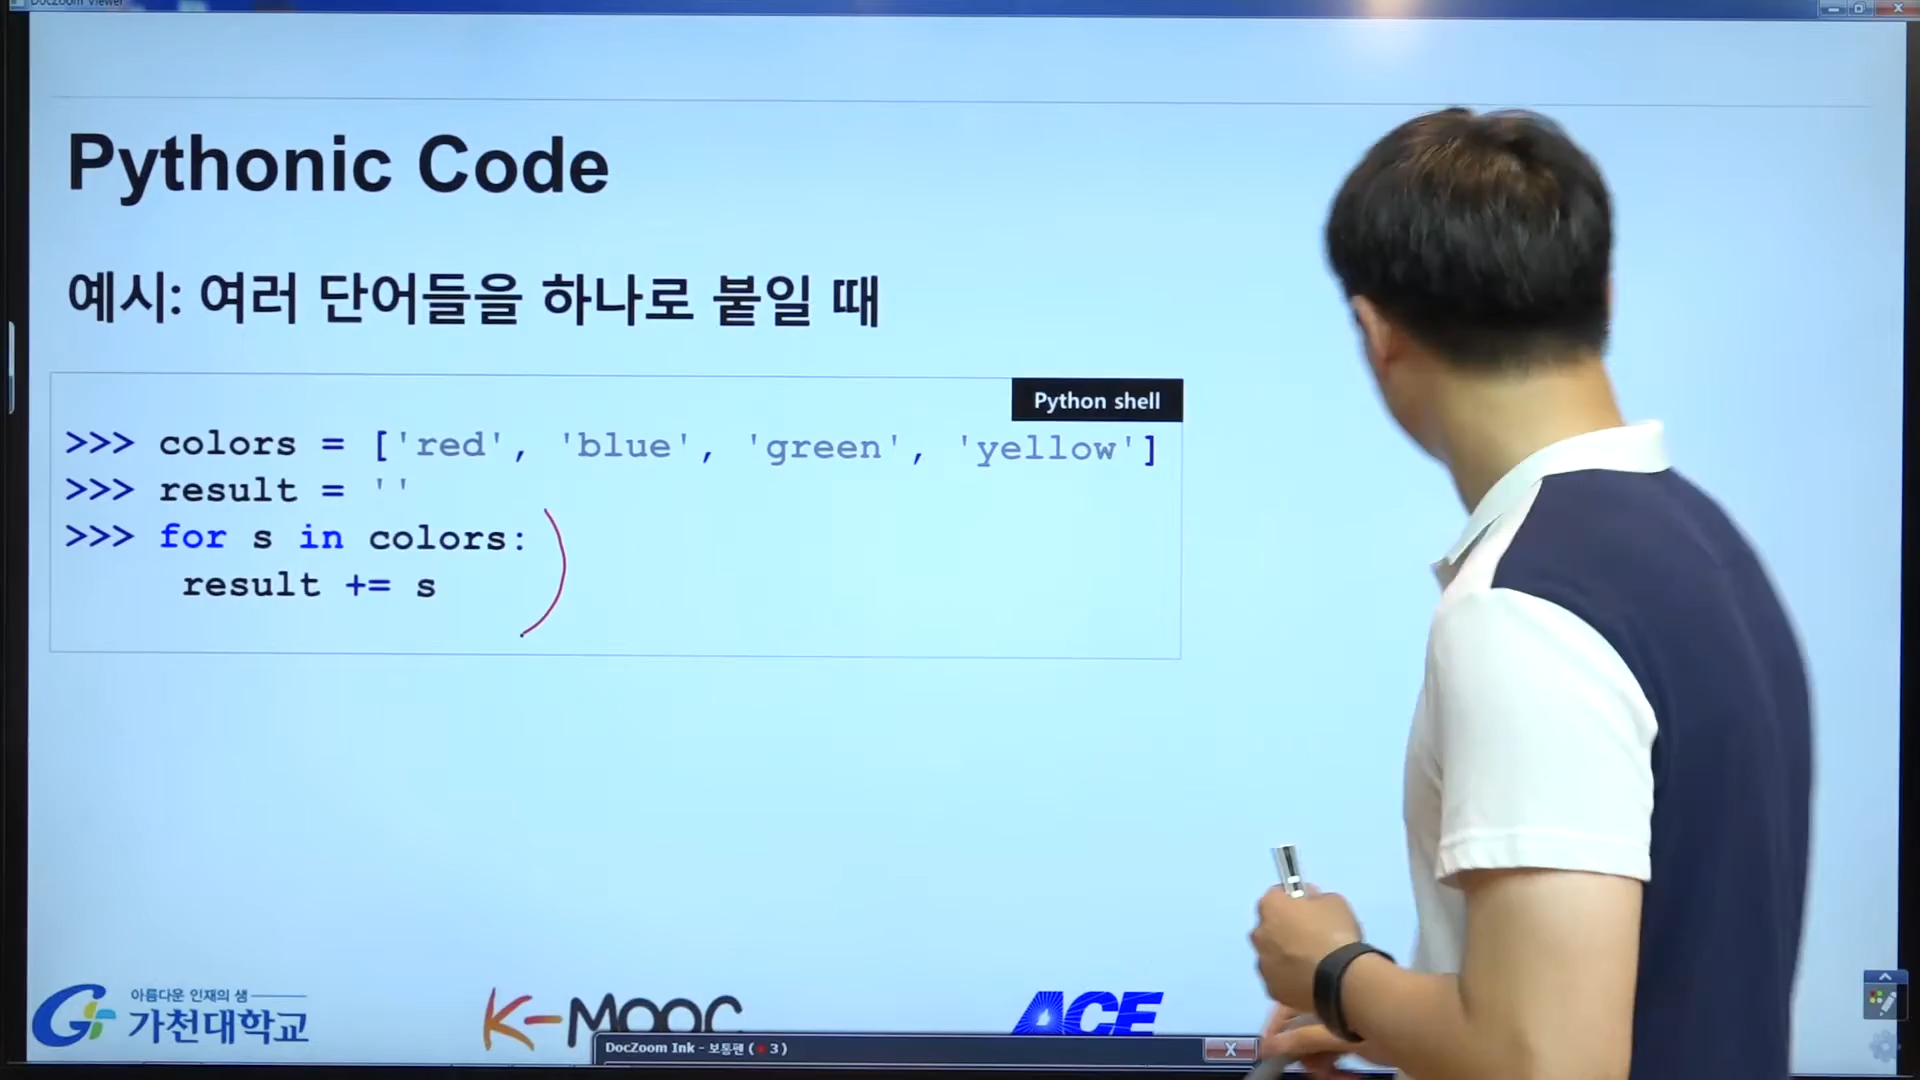 DocZoom Viewer
Pythonic Code
예시: 여러 단어들을 하나로 붙일 때
Python shell
>>> colors = ['red', 'blue', 'green', 'yellow']
>>> result = ''
>>> for s in colors:
result += s
아름다운 인재의 샘
가천대학교
K-MOOC
ACE
DocZoom Ink - 보통펜 ( 3 )